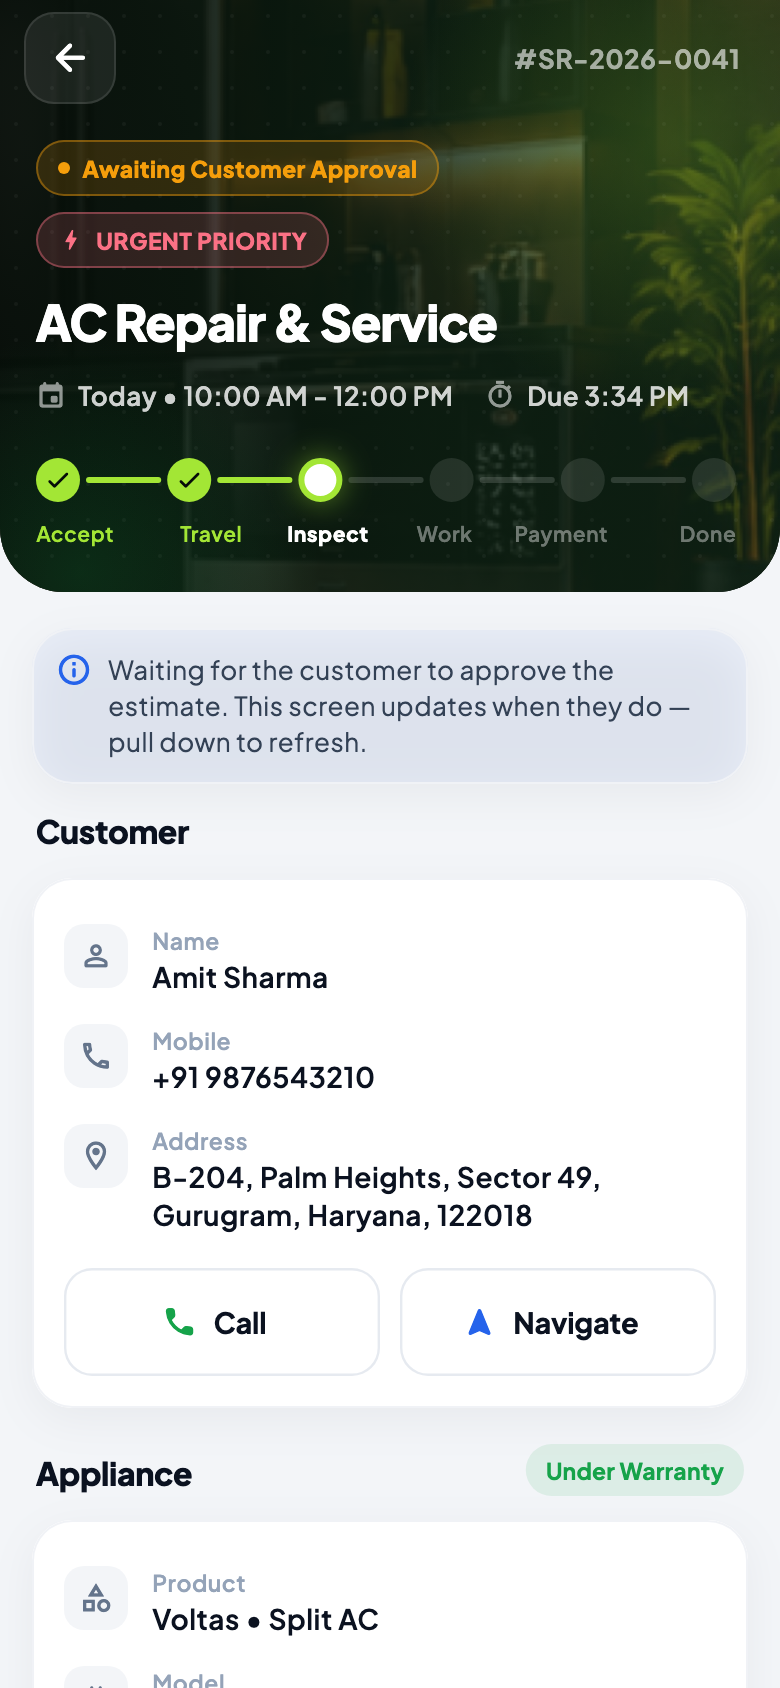 #SR-2026-0041
Awaiting Customer Approval
URGENT PRIORITY
AC Repair & Service
Today • 10:00 AM - 12:00 PM Due 3:34 PM
Accept Travel Inspect Work Payment Done
Waiting for the customer to approve the
estimate. This screen updates when they do —
pull down to refresh.
Customer
Name
Amit Sharma
Mobile
+91 9876543210
Address
B-204, Palm Heights, Sector 49,
Gurugram, Haryana, 122018
Call Navigate
Appliance Under Warranty
Product
Voltas • Split AC
Model